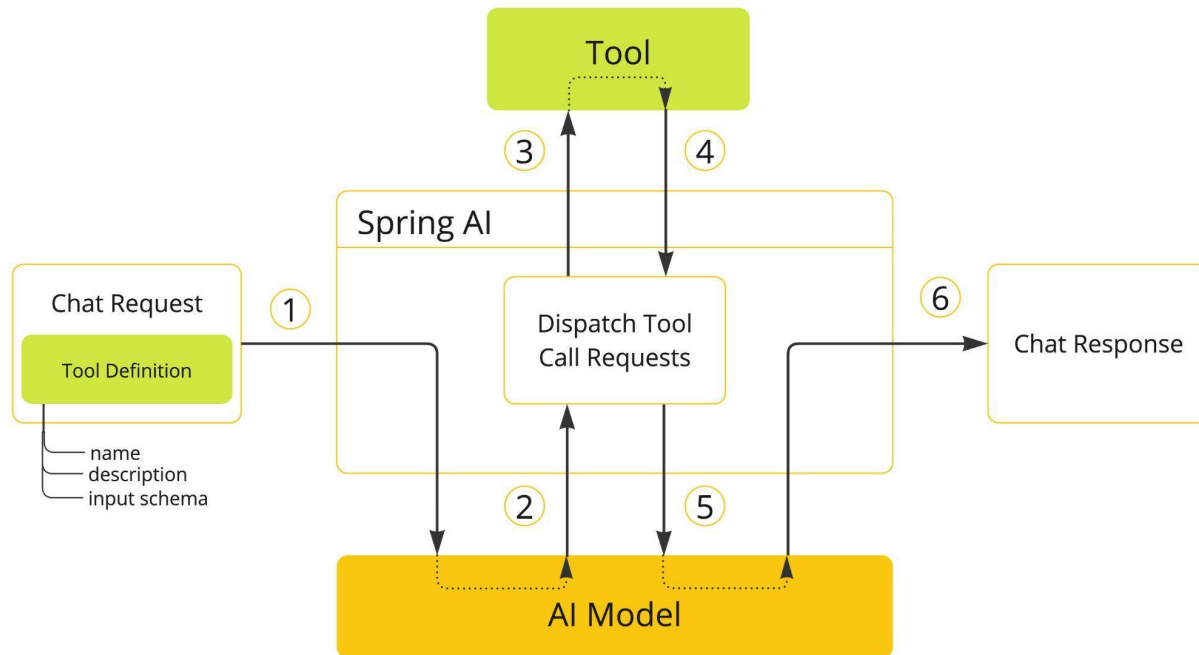 Tool
3
4
Spring AI
Chat Request
1
6
Dispatch Tool
Call Requests
Chat Response
Tool Definition
name
description
input schema
2
5
AI Model